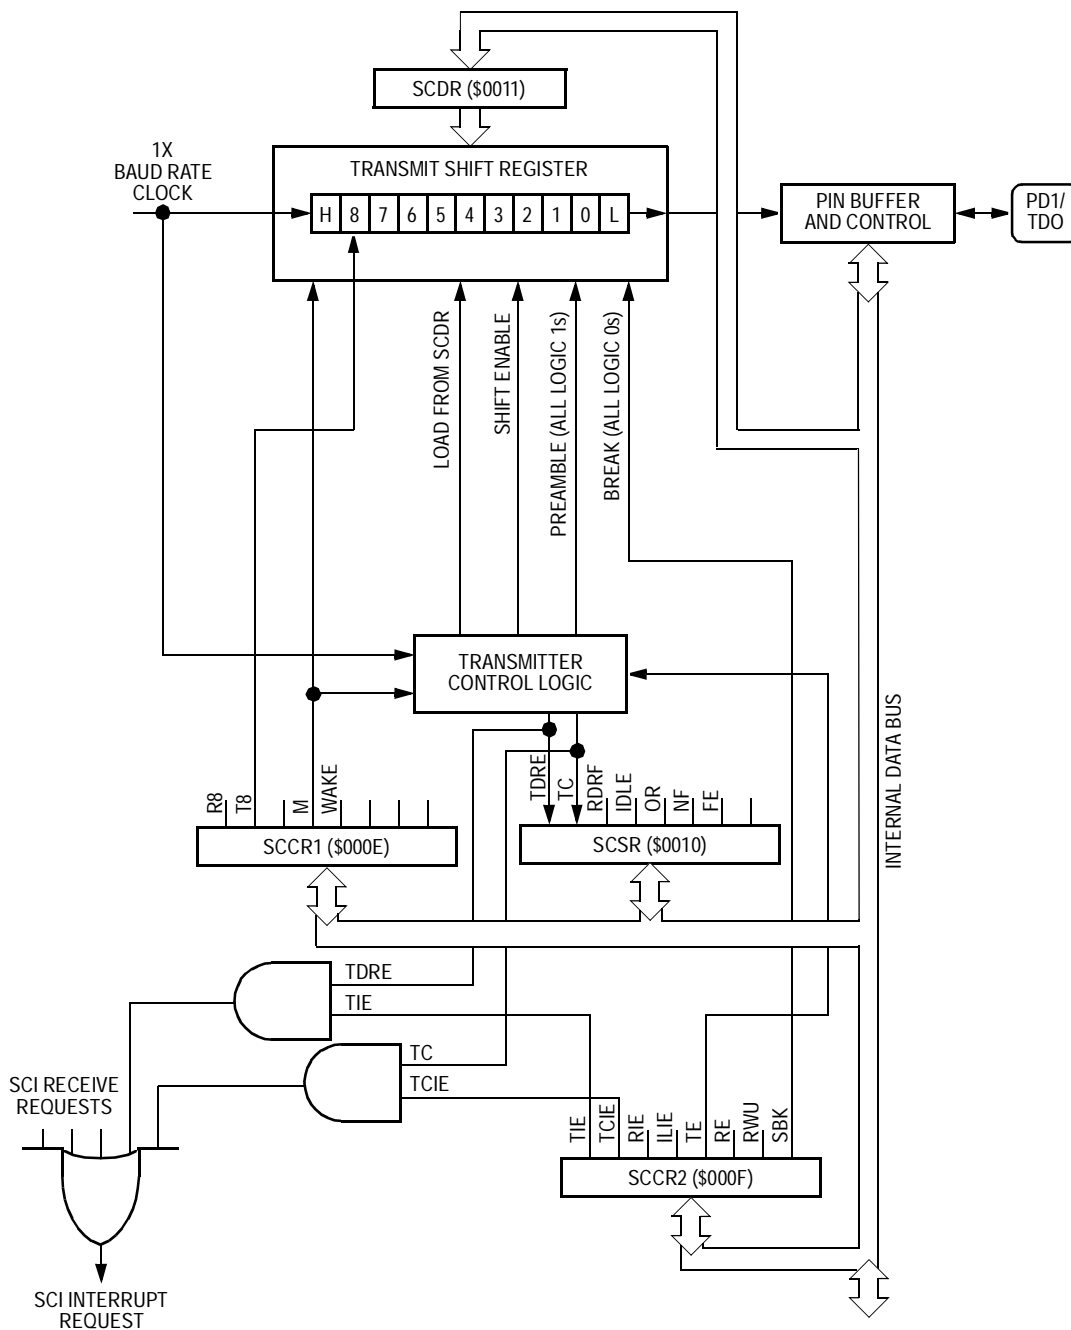 SCDR ($0011)
1X
BAUD RATE
CLOCK
TRANSMIT SHIFT REGISTER
H 8 7 6 5 4 3 2 1 0 L
PIN BUFFER
AND CONTROL
PD1/
TDO
LOAD FROM SCDR
SHIFT ENABLE
PREAMBLE (ALL LOGIC 1s)
BREAK (ALL LOGIC 0s)
TRANSMITTER
CONTROL LOGIC
INTERNAL DATA BUS
R8
T8
M
WAKE
SCCR1 ($000E)
TDRE
TC
RDRF
IDLE
OR
NF
FE
SCSR ($0010)
TDRE
TIE
TC
TCIE
SCI RECEIVE
REQUESTS
TIE
TCIE
RIE
ILIE
TE
RE
RWU
SBK
SCCR2 ($000F)
SCI INTERRUPT
REQUEST